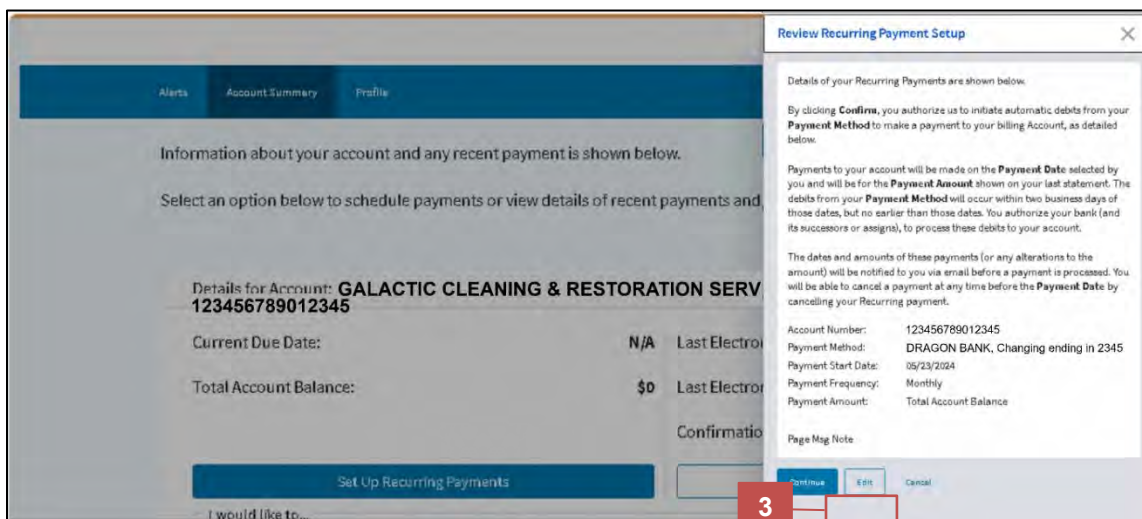 Alerts Account Summary Profile
Information about your account and any recent payment is shown below.
Select an option below to schedule payments or view details of recent payments and
Details for Account: GALACTIC CLEANING & RESTORATION SERV
123456789012345
Current Due Date: N/A Last Electro
Total Account Balance: $0 Last Electro
Confirmatio
Set Up Recurring Payments
I would like to...
Review Recurring Payment Setup
Details of your Recurring Payments are shown below.
By clicking Confirm, you authorize us to initiate automatic debits from your
Payment Method to make a payment to your billing Account, as detailed
below.
Payments to your account will be made on the Payment Date selected by
you and will be for the Payment Amount shown on your last statement. The
debits from your Payment Method will occur within two business days of
those dates, but no earlier than those dates. You authorize your bank (and
its successors or assigns), to process these debits to your account.
The dates and amounts of these payments (or any alterations to the
amount) will be notified to you via email before a payment is processed. You
will be able to cancel a payment at any time before the Payment Date by
cancelling your Recurring payment.
Account Number: 123456789012345
Payment Method: DRAGON BANK, Changing ending in 2345
Payment Start Date: 05/23/2024
Payment Frequency: Monthly
Payment Amount: Total Account Balance
Page Msg Note
Continue Edit Cancel
3